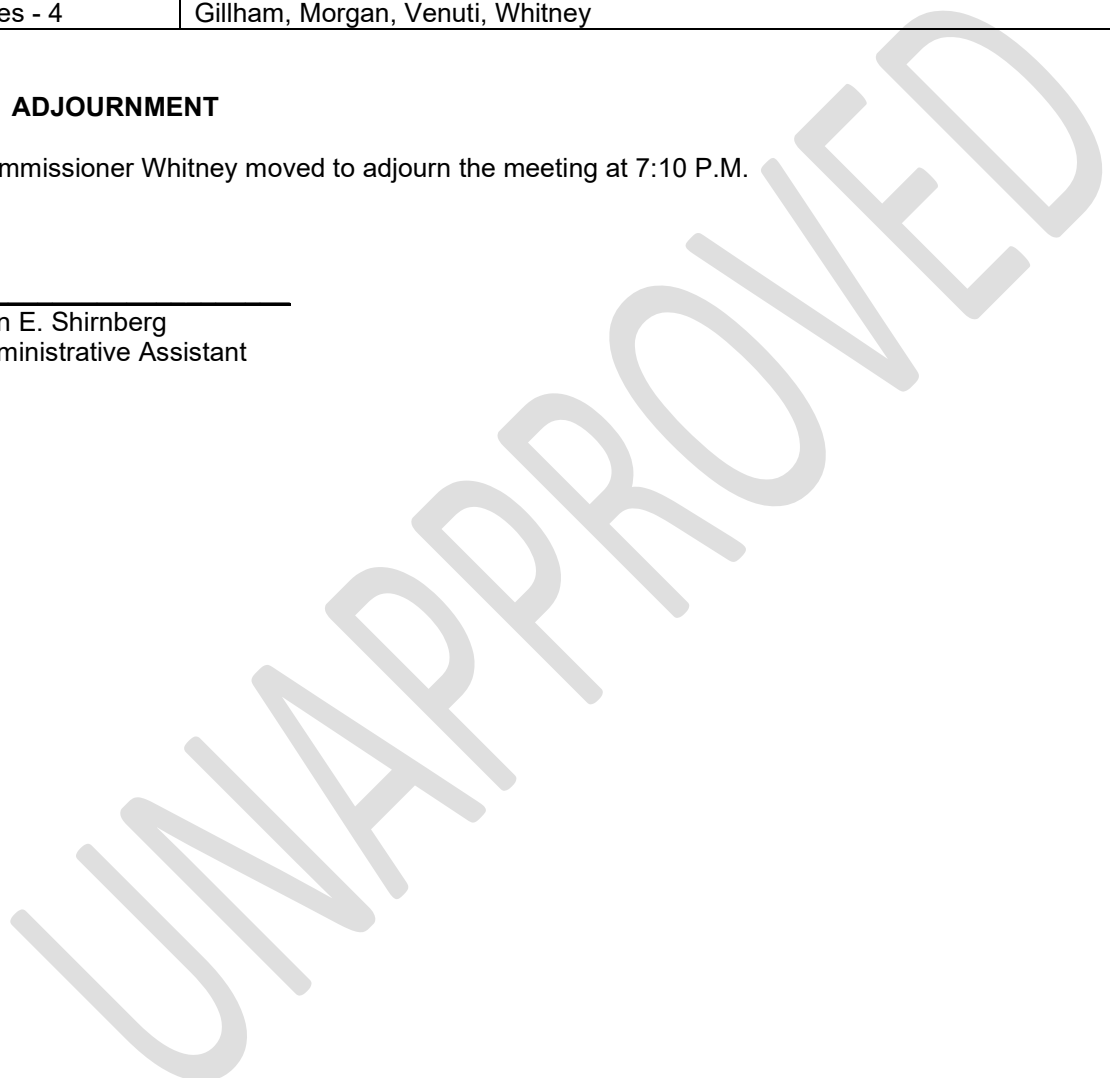 es - 4 Gillham, Morgan, Venuti, Whitney
ADJOURNMENT
mmissioner Whitney moved to adjourn the meeting at 7:10 P.M.
n E. Shirnberg
ministrative Assistant
UNAPPROVED